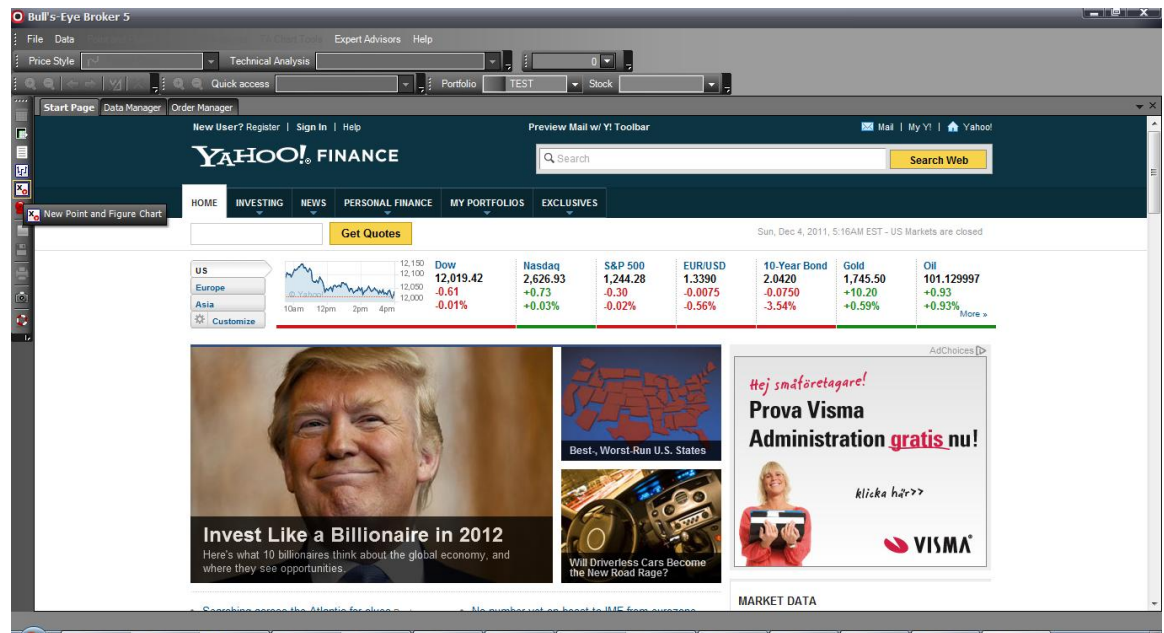 Bull's-Eye Broker 5
File Data Expert Advisors Help
Price Style Technical Analysis 0
Quick access Portfolio TEST Stock
Start Page Data Manager Order Manager
New User? Register | Sign In | Help Preview Mail w/ Y! Toolbar Mail | My Y! | Yahoo!
YAHOO! FINANCE Search Search Web
HOME INVESTING NEWS PERSONAL FINANCE MY PORTFOLIOS EXCLUSIVES
New Point and Figure Chart
Get Quotes Sun, Dec 4, 2011, 5:16AM EST - US Markets are closed
US
Europe
Asia
Customize
12,150
12,100
12,050
12,000
© Yahoo!
10am 12pm 2pm 4pm
Dow
12,019.42
-0.61
-0.01%
Nasdaq
2,626.93
+0.73
+0.03%
S&P 500
1,244.28
-0.30
-0.02%
EUR/USD
1.3390
-0.0075
-0.56%
10-Year Bond
2.0420
-0.0750
-3.54%
Gold
1,745.50
+10.20
+0.59%
Oil
101.129997
+0.93
+0.93%
More »
Invest Like a Billionaire in 2012
Here's what 10 billionaires think about the global economy, and
where they see opportunities.
Best-, Worst-Run U.S. States
Will Driverless Cars Become
the New Road Rage?
AdChoices
Hej småföretagare!
Prova Visma
Administration gratis nu!
klicka här>>
VISMA
MARKET DATA